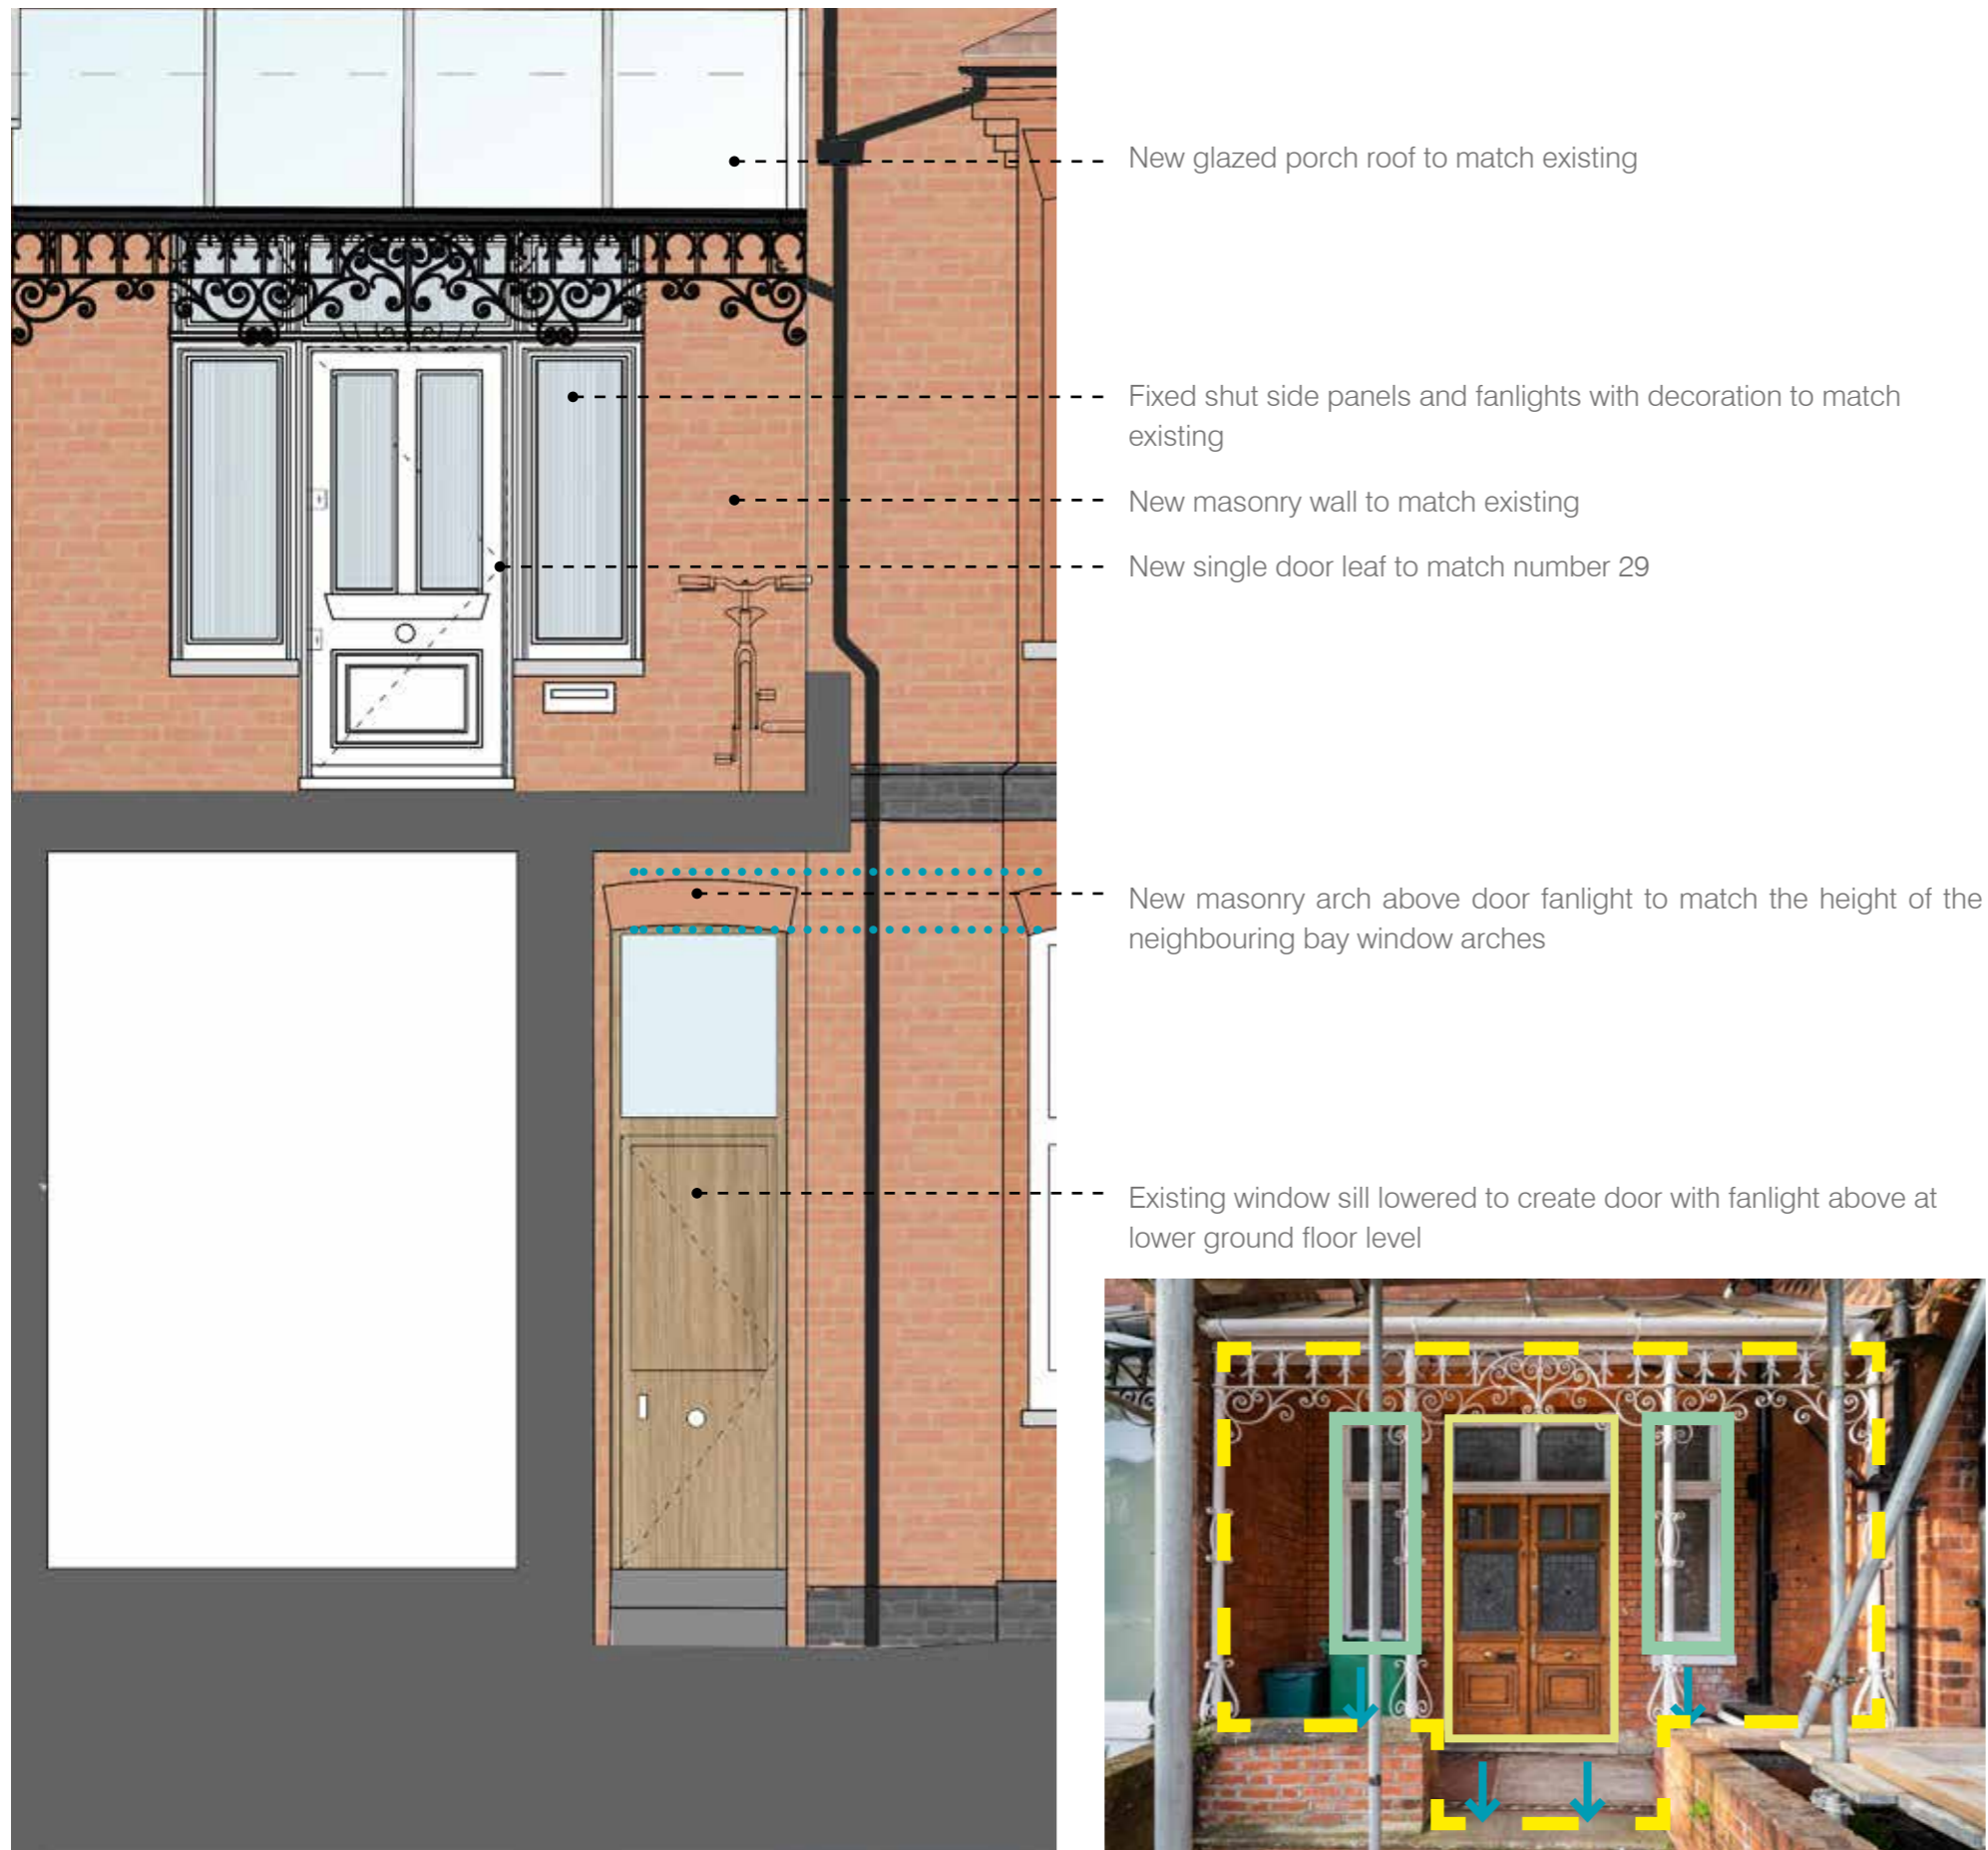 New glazed porch roof to match existing
Fixed shut side panels and fanlights with decoration to match
existing
New masonry wall to match existing
New single door leaf to match number 29
New masonry arch above door fanlight to match the height of the
neighbouring bay window arches
Existing window sill lowered to create door with fanlight above at
lower ground floor level